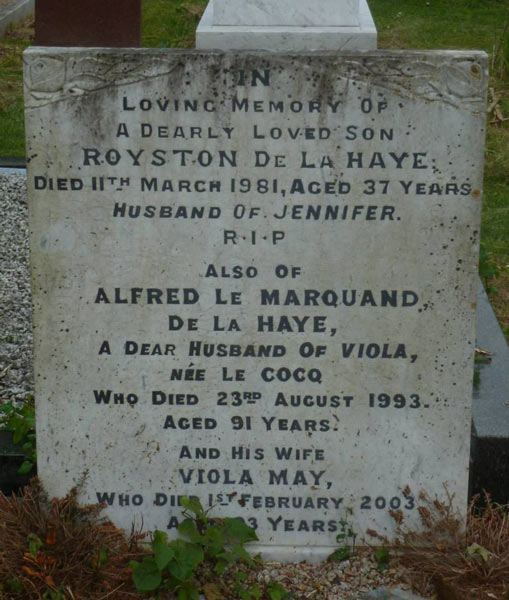 IN
LOVING MEMORY OF
A DEARLY LOVED SON
ROYSTON DE LA HAYE
DIED 11TH MARCH 1981, AGED 37 YEARS
HUSBAND OF JENNIFER.
R·I·P
ALSO OF
ALFRED LE MARQUAND
DE LA HAYE,
A DEAR HUSBAND OF VIOLA,
NÉE LE COCQ
WHO DIED 23RD AUGUST 1993.
AGED 91 YEARS.
AND HIS WIFE
VIOLA MAY,
WHO DIED 1ST FEBRUARY, 2003
YEARS